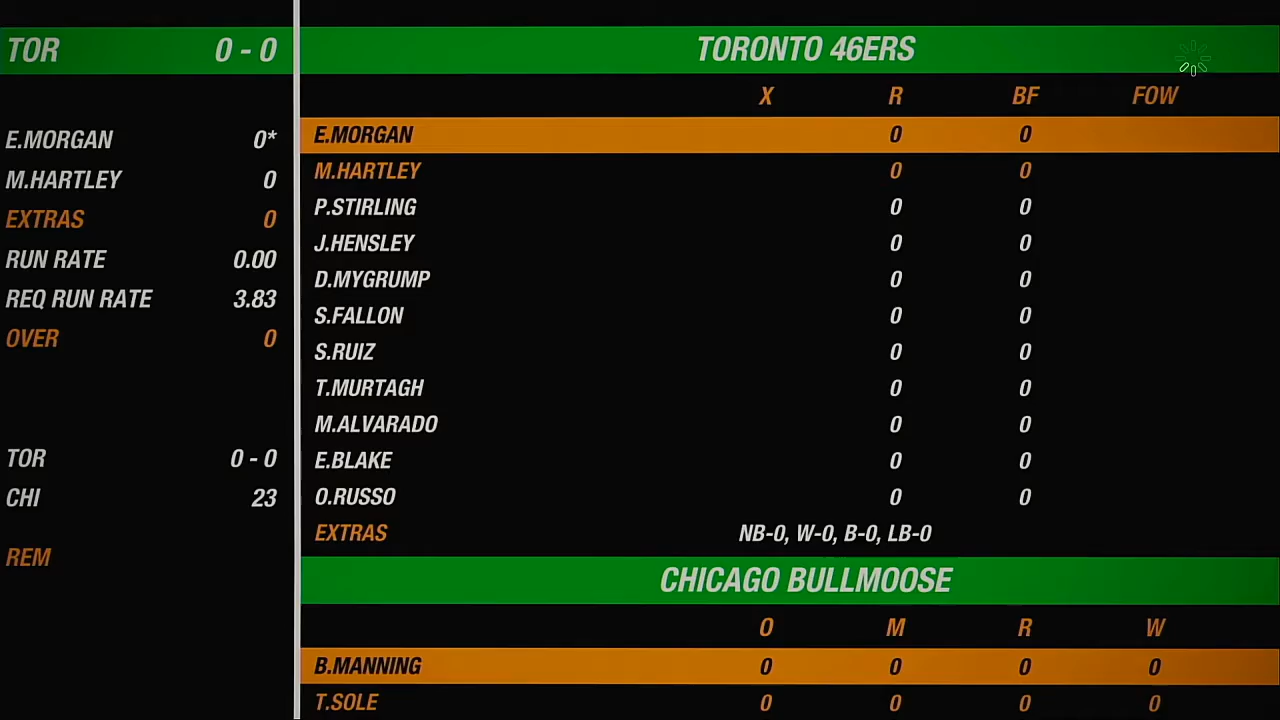 TOR 0 - 0
E.MORGAN 0*
M.HARTLEY 0
EXTRAS 0
RUN RATE 0.00
REQ RUN RATE 3.83
OVER 0
TOR 0 - 0
CHI 23
REM
TORONTO 46ERS
X R BF FOW
E.MORGAN 0 0
M.HARTLEY 0 0
P.STIRLING 0 0
J.HENSLEY 0 0
D.MYGRUMP 0 0
S.FALLON 0 0
S.RUIZ 0 0
T.MURTAGH 0 0
M.ALVARADO 0 0
E.BLAKE 0 0
O.RUSSO 0 0
EXTRAS NB-0, W-0, B-0, LB-0
CHICAGO BULLMOOSE
O M R W
B.MANNING 0 0 0 0
T.SOLE 0 0 0 0